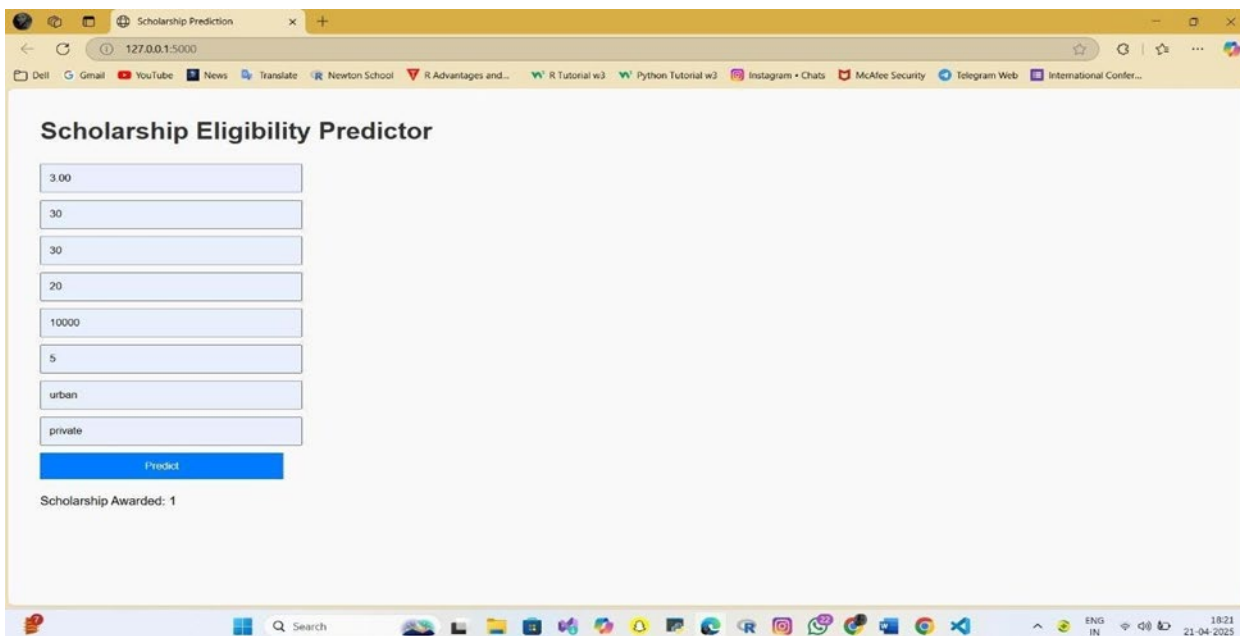 Scholarship Prediction
127.0.0.1:5000
Dell Gmail YouTube News Translate Newton School R Advantages and... R Tutorial w3 Python Tutorial w3 Instagram • Chats McAfee Security Telegram Web International Confer...
Scholarship Eligibility Predictor
3.00
30
30
20
10000
5
urban
private
Predict
Scholarship Awarded: 1
Search
ENG 18:21
IN 21-04-2025